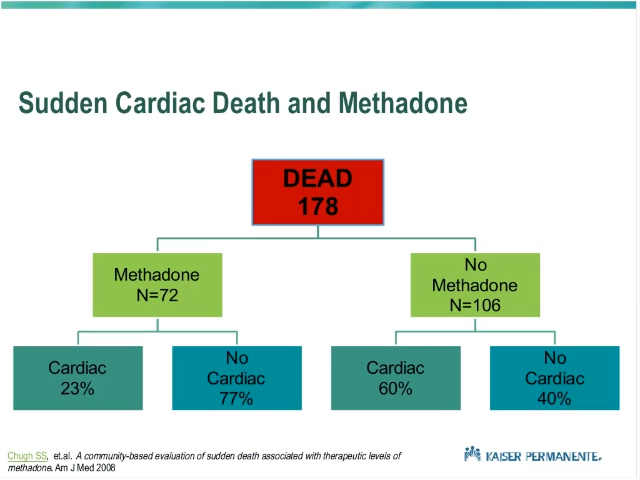 Sudden Cardiac Death and Methadone
DEAD
178
Methadone
N=72
No
Methadone
N=106
Cardiac
23%
No
Cardiac
77%
Cardiac
60%
No
Cardiac
40%
Chugh SS, et.al. A community-based evaluation of sudden death associated with therapeutic levels of
methadone. Am J Med 2008
KAISER PERMANENTE.